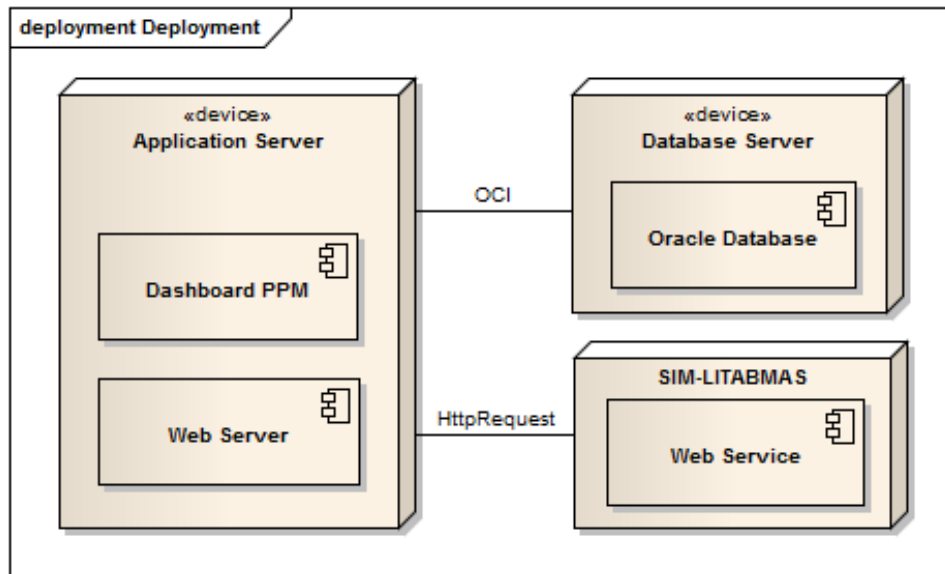 deployment Deployment
«device»
Application Server
Dashboard PPM
Web Server
OCI
HttpRequest
«device»
Database Server
Oracle Database
SIM-LITABMAS
Web Service